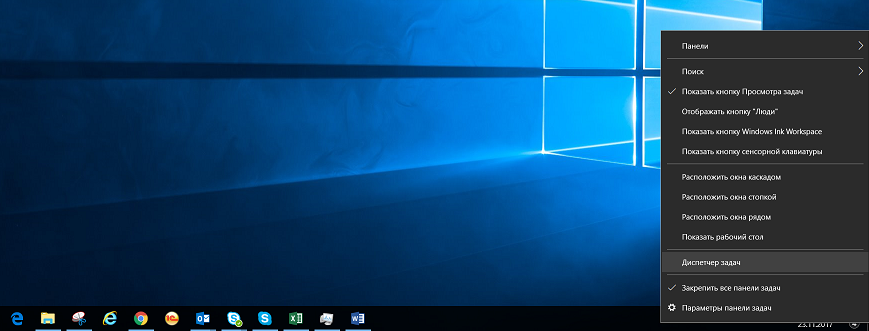 Панели
Поиск
Показать кнопку Просмотра задач
Отображать кнопку "Люди"
Показать кнопку Windows Ink Workspace
Показать кнопку сенсорной клавиатуры
Расположить окна каскадом
Расположить окна стопкой
Расположить окна рядом
Показать рабочий стол
Диспетчер задач
Закрепить все панели задач
Параметры панели задач
23.11.2017